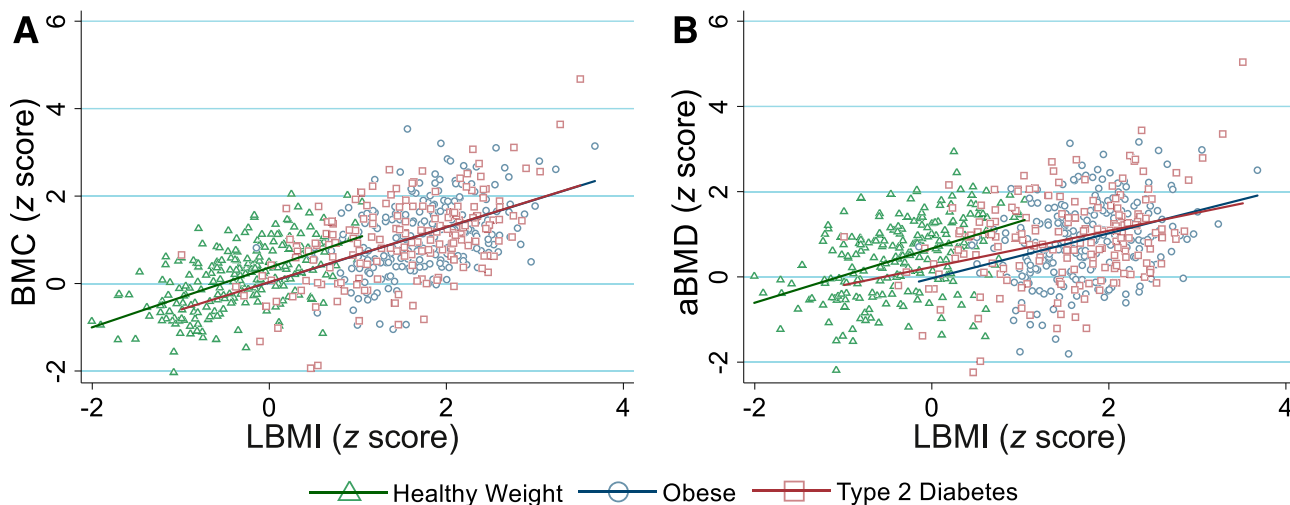 A
BMC (z score)
6
4
2
0
-2
-2 0 2 4
LBMI (z score)
B
aBMD (z score)
6
4
2
0
-2
-2 0 2 4
LBMI (z score)
Healthy Weight Obese Type 2 Diabetes